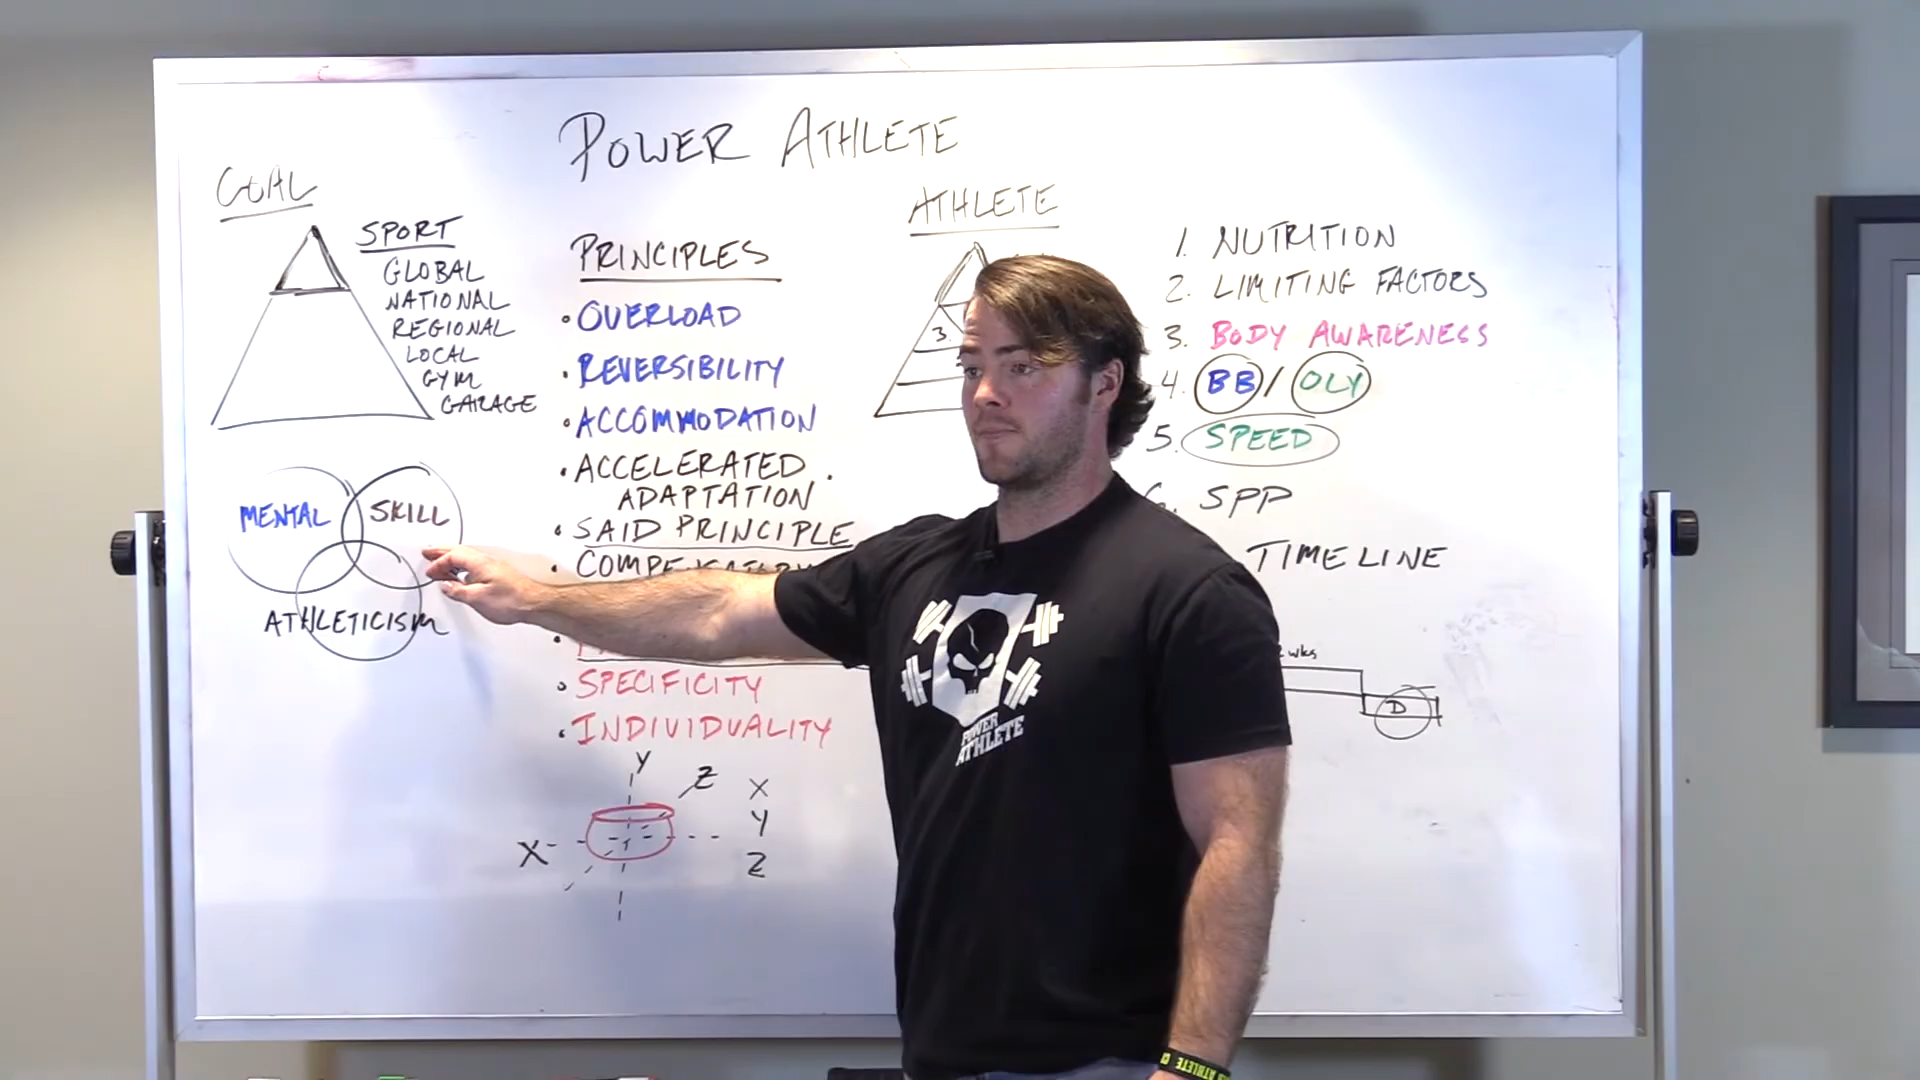 POWER ATHLETE
GOAL
SPORT
GLOBAL
NATIONAL
REGIONAL
LOCAL
GYM
GARAGE
MENTAL
SKILL
ATHLETICISM
PRINCIPLES
• OVERLOAD
• REVERSIBILITY
• ACCOMMODATION
• ACCELERATED
ADAPTATION
• SAID PRINCIPLE
•
• SPECIFICITY
• INDIVIDUALITY
Y
Z
X
X
Y
Z
ATHLETE
3.
1. NUTRITION
2. LIMITING FACTORS
3. BODY AWARENESS
4. BB / OLY
5. SPEED
SPP
TIMELINE
wks
D
POWER
ATHLETE
ATHLETE